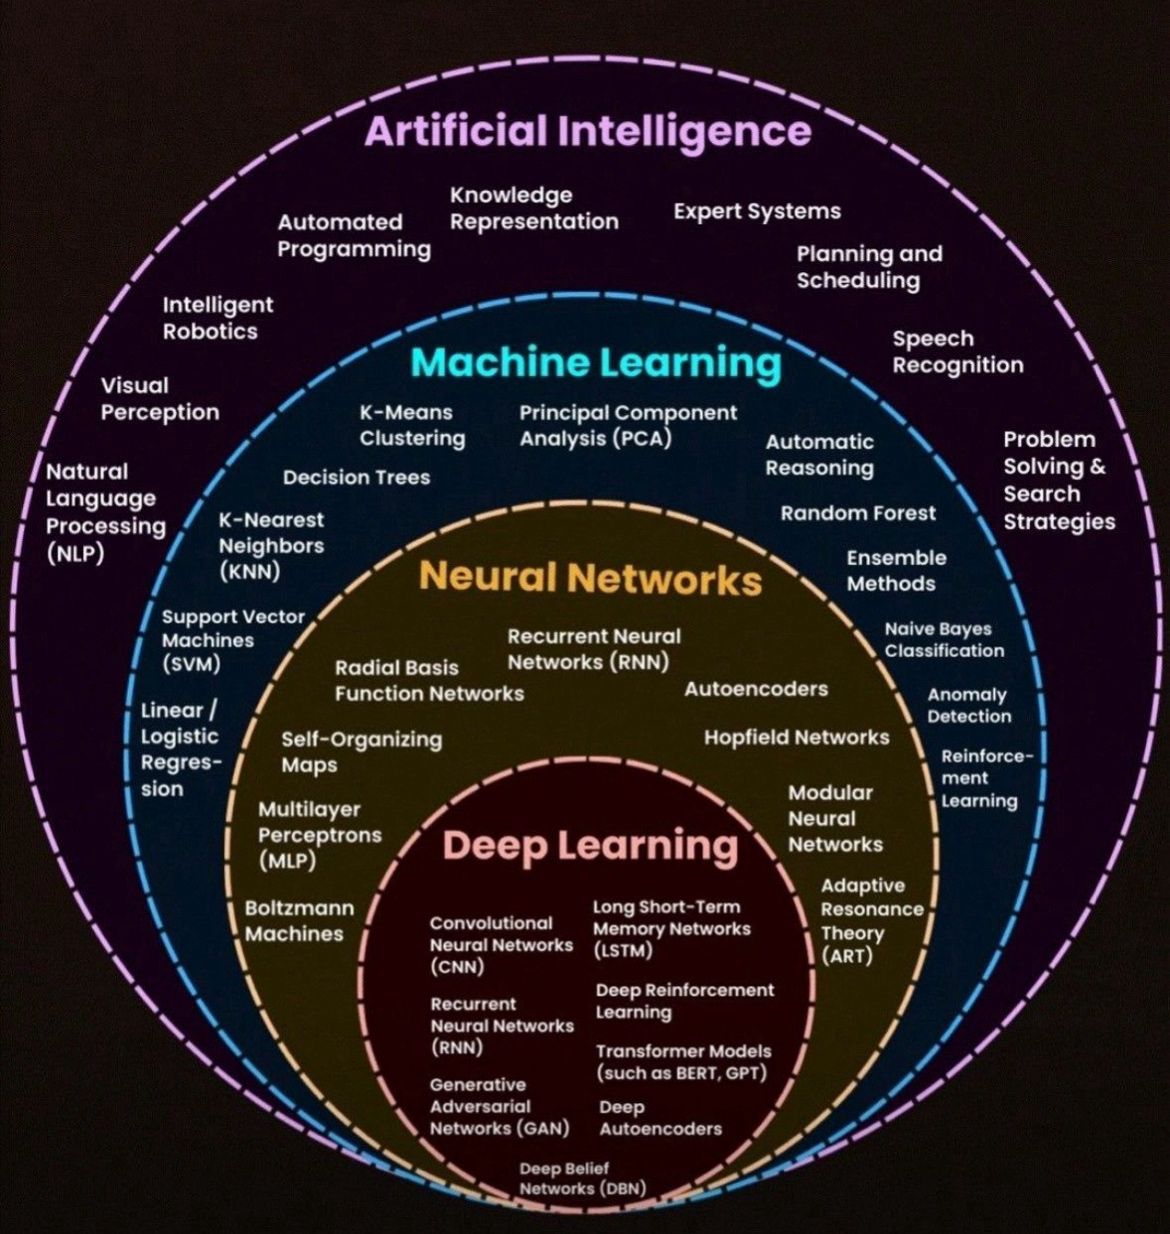 Artificial Intelligence
Knowledge
Representation
Expert Systems
Automated
Programming
Planning and
Scheduling
Intelligent
Robotics
Speech
Recognition
Visual
Perception
Natural
Language
Processing
(NLP)
Problem
Solving &
Search
Strategies
Machine Learning
K-Means
Clustering
Principal Component
Analysis (PCA)
Automatic
Reasoning
Decision Trees
Random Forest
K-Nearest
Neighbors
(KNN)
Ensemble
Methods
Support Vector
Machines
(SVM)
Naive Bayes
Classification
Linear /
Logistic
Regres-
sion
Anomaly
Detection
Reinforce-
ment
Learning
Neural Networks
Recurrent Neural
Networks (RNN)
Radial Basis
Function Networks
Autoencoders
Self-Organizing
Maps
Hopfield Networks
Multilayer
Perceptrons
(MLP)
Modular
Neural
Networks
Boltzmann
Machines
Adaptive
Resonance
Theory
(ART)
Deep Learning
Convolutional
Neural Networks
(CNN)
Long Short-Term
Memory Networks
(LSTM)
Recurrent
Neural Networks
(RNN)
Deep Reinforcement
Learning
Generative
Adversarial
Networks (GAN)
Transformer Models
(such as BERT, GPT)
Deep
Autoencoders
Deep Belief
Networks (DBN)